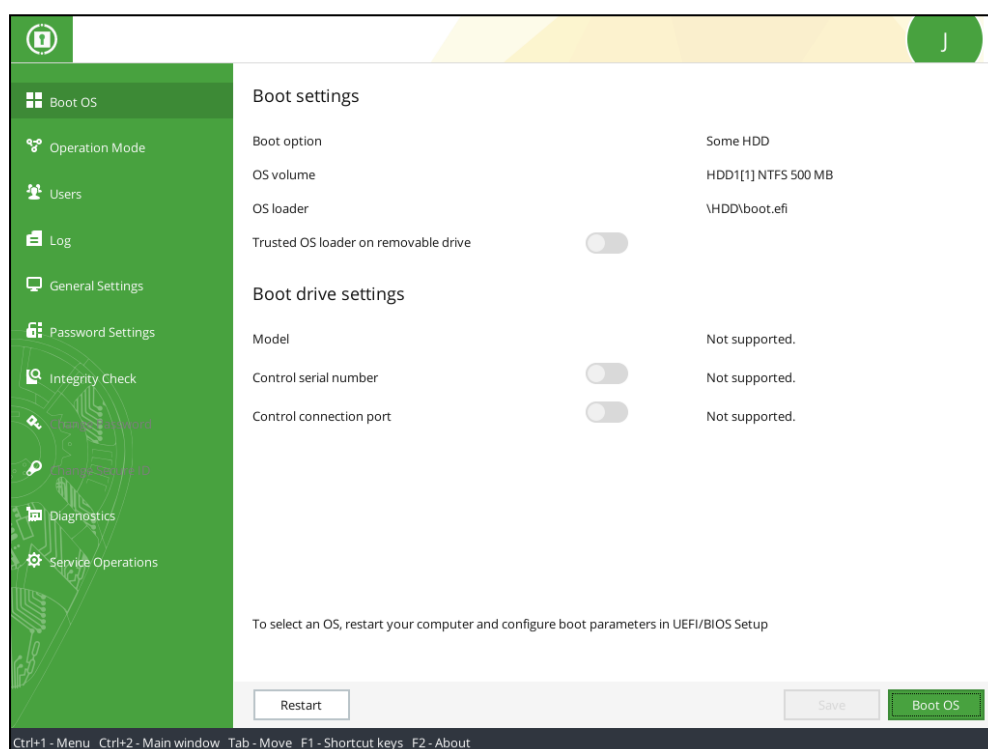 J
Boot OS
Operation Mode
Users
Log
General Settings
Password Settings
Integrity Check
Diagnostics
Service Operations
Boot settings
Boot option Some HDD
OS volume HDD1[1] NTFS 500 MB
OS loader \HDD\boot.efi
Trusted OS loader on removable drive
Boot drive settings
Model Not supported.
Control serial number Not supported.
Control connection port Not supported.
To select an OS, restart your computer and configure boot parameters in UEFI/BIOS Setup
Restart Save Boot OS
Ctrl+1 - Menu Ctrl+2 - Main window Tab - Move F1 - Shortcut keys F2 - About